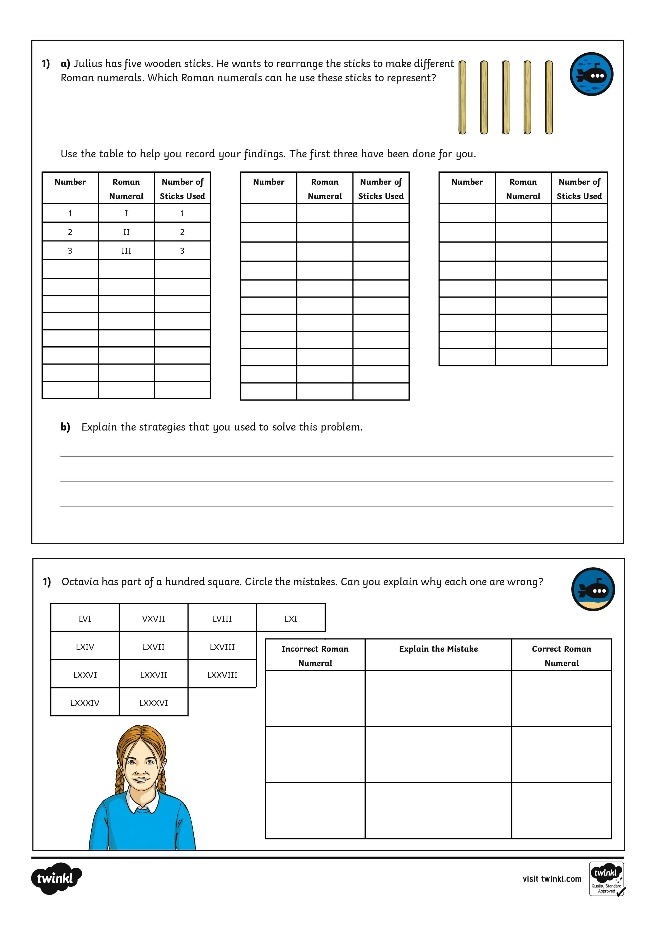 1) a) Julius has five wooden sticks. He wants to rearrange the sticks to make different
Roman numerals. Which Roman numerals can he use these sticks to represent?
Use the table to help you record your findings. The first three have been done for you.
Number Roman Numeral Number of Sticks Used
1 I 1
2 II 2
3 III 3
Number Roman Numeral Number of Sticks Used
Number Roman Numeral Number of Sticks Used
b) Explain the strategies that you used to solve this problem.
1) Octavia has part of a hundred square. Circle the mistakes. Can you explain why each one are wrong?
LVI VXVII LVIII LXI
LXIV LXVII LXVIII
LXXVI LXXVII LXXVIII
LXXXIV LXXXVI
Incorrect Roman Numeral Explain the Mistake Correct Roman Numeral
twinkl
visit twinkl.com
twinkl
Quality Standard
Approved